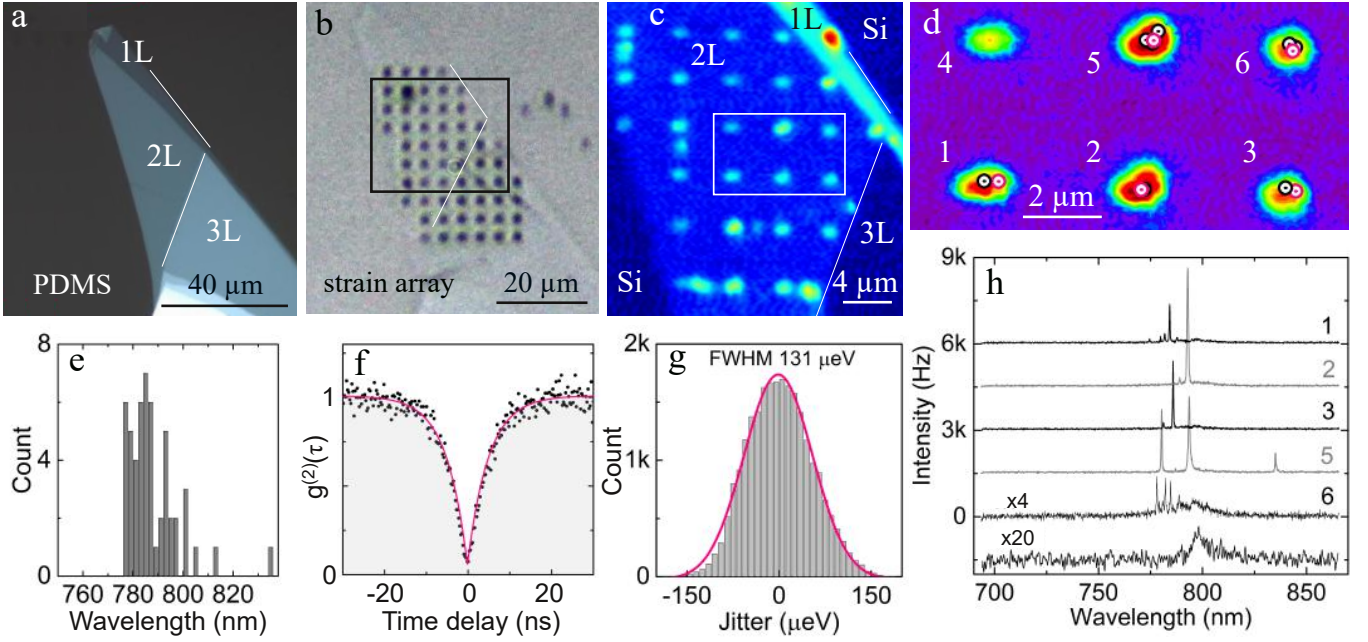 a
1L
2L
3L
PDMS
40 µm
b
strain array
20 µm
c
1L
Si
2L
3L
Si
4 µm
d
4
5
6
1
2
3
2 µm
e
8
4
0
Count
760 780 800 820
Wavelength (nm)
f
1
0
g(2)(τ)
-20 0 20
Time delay (ns)
g
FWHM 131 µeV
2k
1k
0
Count
-150 0 150
Jitter (µeV)
h
9k
6k
3k
0
Intensity (Hz)
1
2
3
5
x4
6
x20
700 750 800 850
Wavelength (nm)